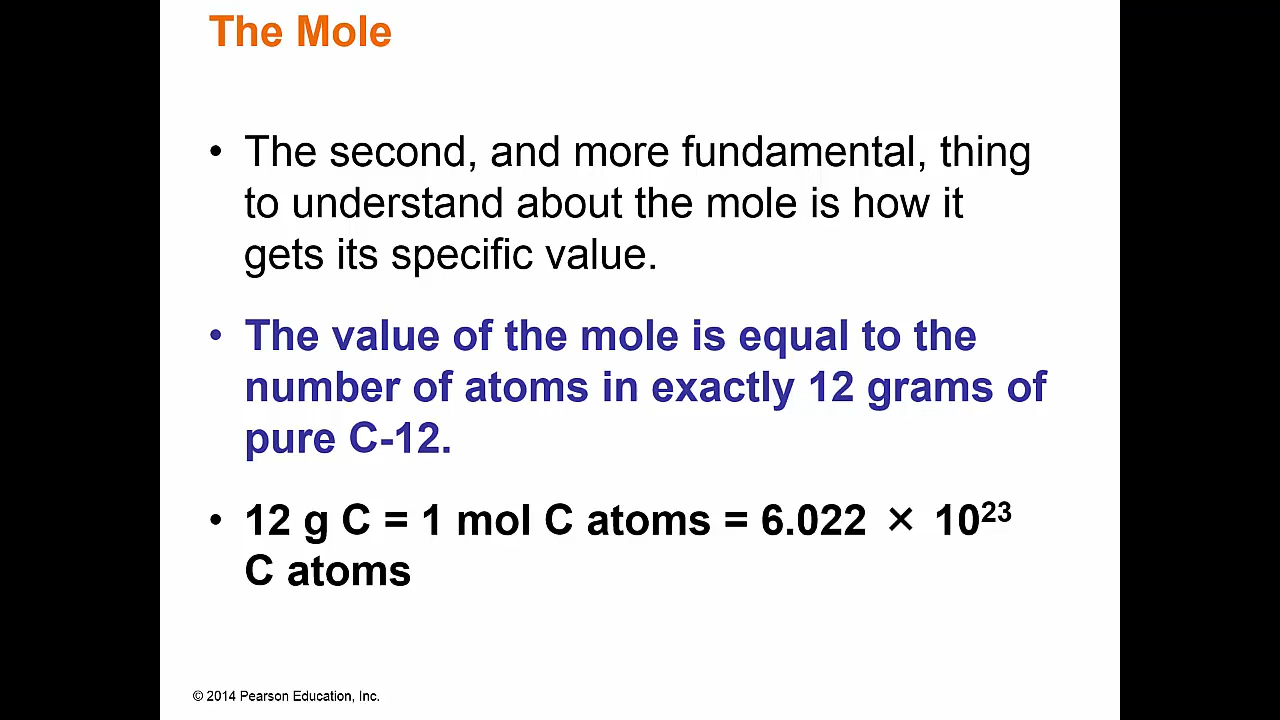 The Mole
• The second, and more fundamental, thing
to understand about the mole is how it
gets its specific value.
• The value of the mole is equal to the
number of atoms in exactly 12 grams of
pure C-12.
• 12 g C = 1 mol C atoms = 6.022 × 10²³
C atoms
© 2014 Pearson Education, Inc.